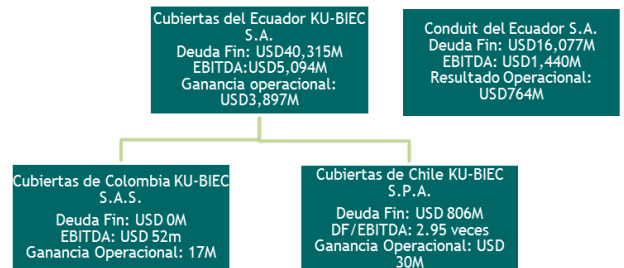 Cubiertas del Ecuador KU-BIEC
S.A.
Deuda Fin: USD40,315M
EBITDA:USD5,094M
Ganancia operacional:
USD3,897M
Conduit del Ecuador S.A.
Deuda Fin: USD16,077M
EBITDA: USD1,440M
Resultado Operacional:
USD764M
Cubiertas de Colombia KU-BIEC
S.A.S.
Deuda Fin: USD 0M
EBITDA: USD 52m
Ganancia Operacional: 17M
Cubiertas de Chile KU-BIEC
S.P.A.
Deuda Fin: USD 806M
DF/EBITDA: 2.95 veces
Ganancia Operacional: USD
30M